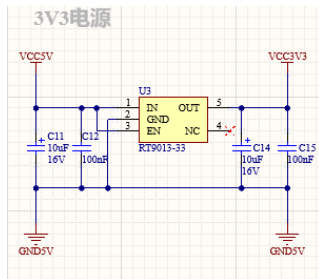 3V3电源
VCC5V
VCC3V3
U3
1 IN OUT 5
2 GND
3 EN NC 4
RT9013-33
C11
10uF
16V
C12
100nF
C14
10uF
16V
C15
100nF
GND5V
GND5V